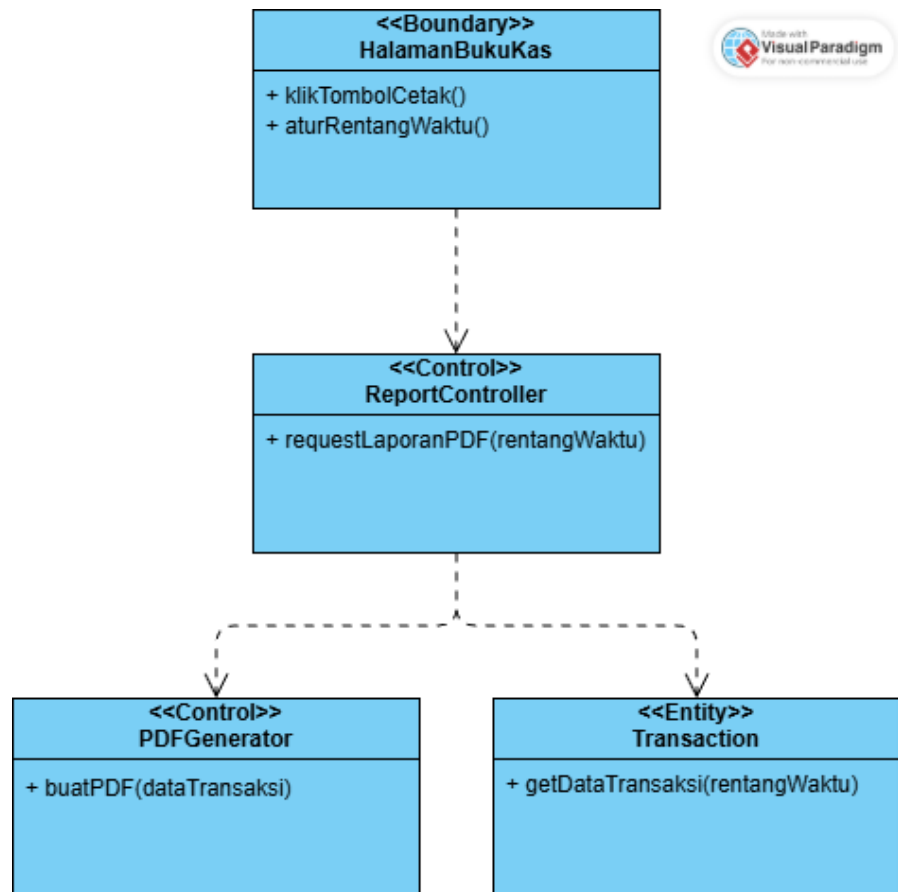 <<Boundary>>
HalamanBukuKas
+ klikTombolCetak()
+ aturRentangWaktu()
Made with
Visual Paradigm
For non-commercial use
<<Control>>
ReportController
+ requestLaporanPDF(rentangWaktu)
<<Control>>
PDFGenerator
+ buatPDF(dataTransaksi)
<<Entity>>
Transaction
+ getDataTransaksi(rentangWaktu)